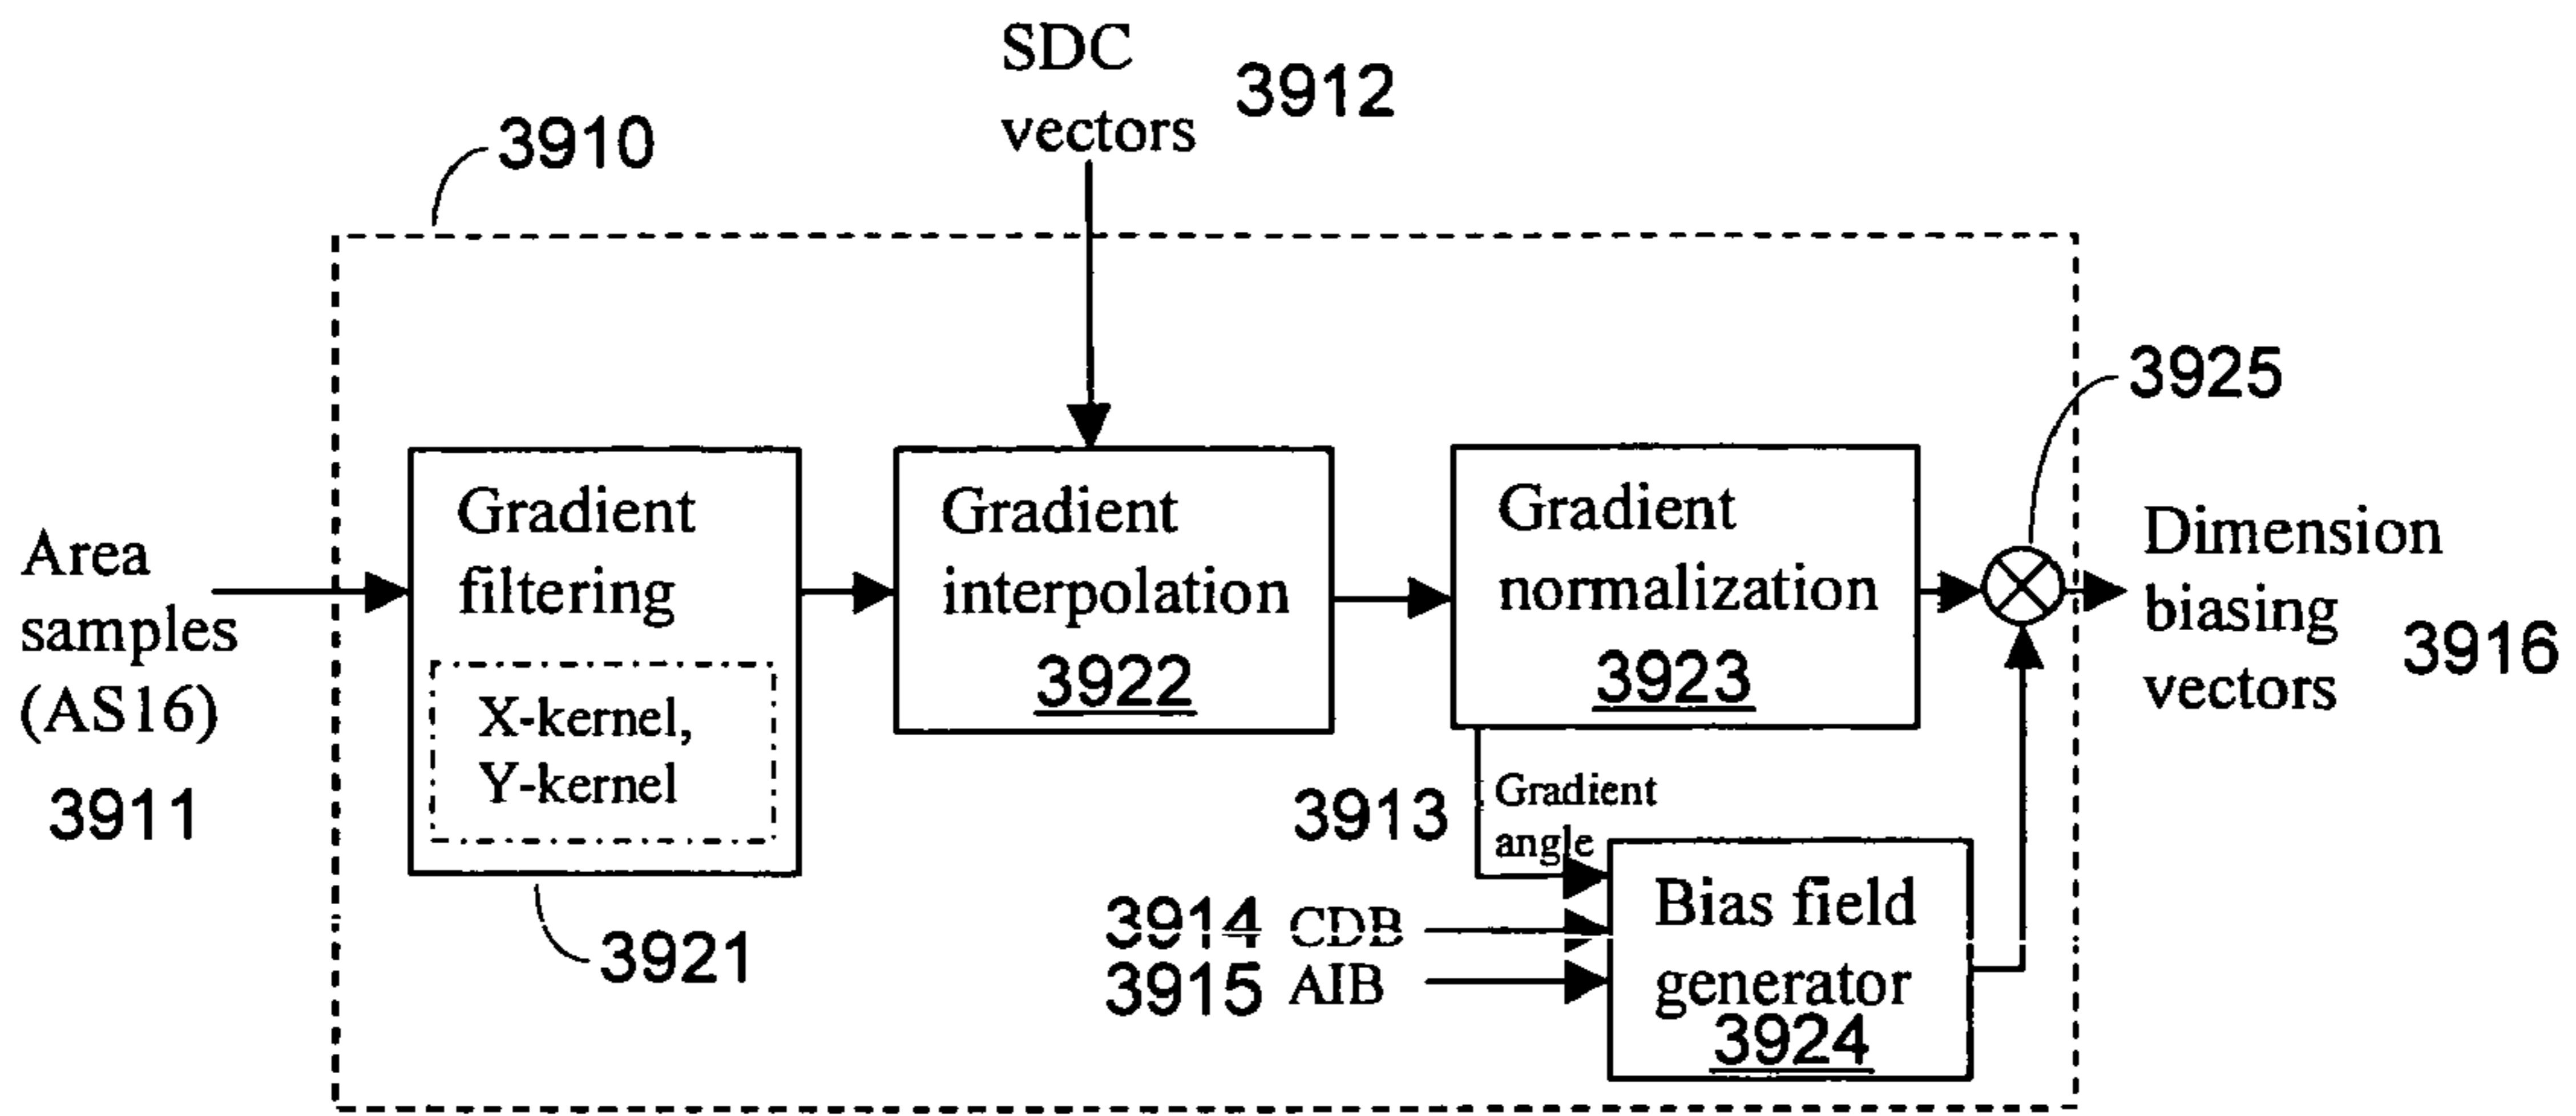 SDC
vectors
3912
3910
3925
Area
samples
(AS16)
3911
Gradient
filtering
X-kernel,
Y-kernel
3921
Gradient
interpolation
3922
Gradient
normalization
3923
Dimension
biasing
vectors
3916
3913
Gradient
angle
3914 CDB
3915 AIB
Bias field
generator
3924